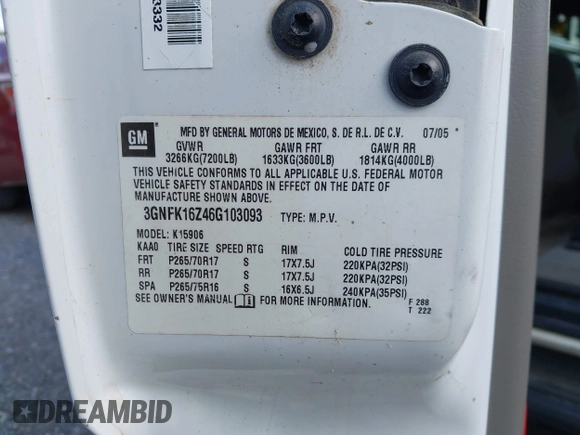 3332
GM
MFD BY GENERAL MOTORS DE MEXICO, S. DE R.L. DE C.V. 07/05
GVWR GAWR FRT GAWR RR
3266KG(7200LB) 1633KG(3600LB) 1814KG(4000LB)
THIS VEHICLE CONFORMS TO ALL APPLICABLE U.S. FEDERAL MOTOR
VEHICLE SAFETY STANDARDS IN EFFECT ON THE DATE OF
MANUFACTURE SHOWN ABOVE.
3GNFK16Z46G103093 TYPE: M.P.V.
MODEL: K15906
KAA0 TIRE SIZE SPEED RTG RIM COLD TIRE PRESSURE
FRT P265/70R17 S 17X7.5J 220KPA(32PSI)
RR P265/70R17 S 17X7.5J 220KPA(32PSI)
SPA P265/75R16 S 16X6.5J 240KPA(35PSI)
SEE OWNER'S MANUAL FOR MORE INFORMATION.
F 288
T 222
DREAMBID